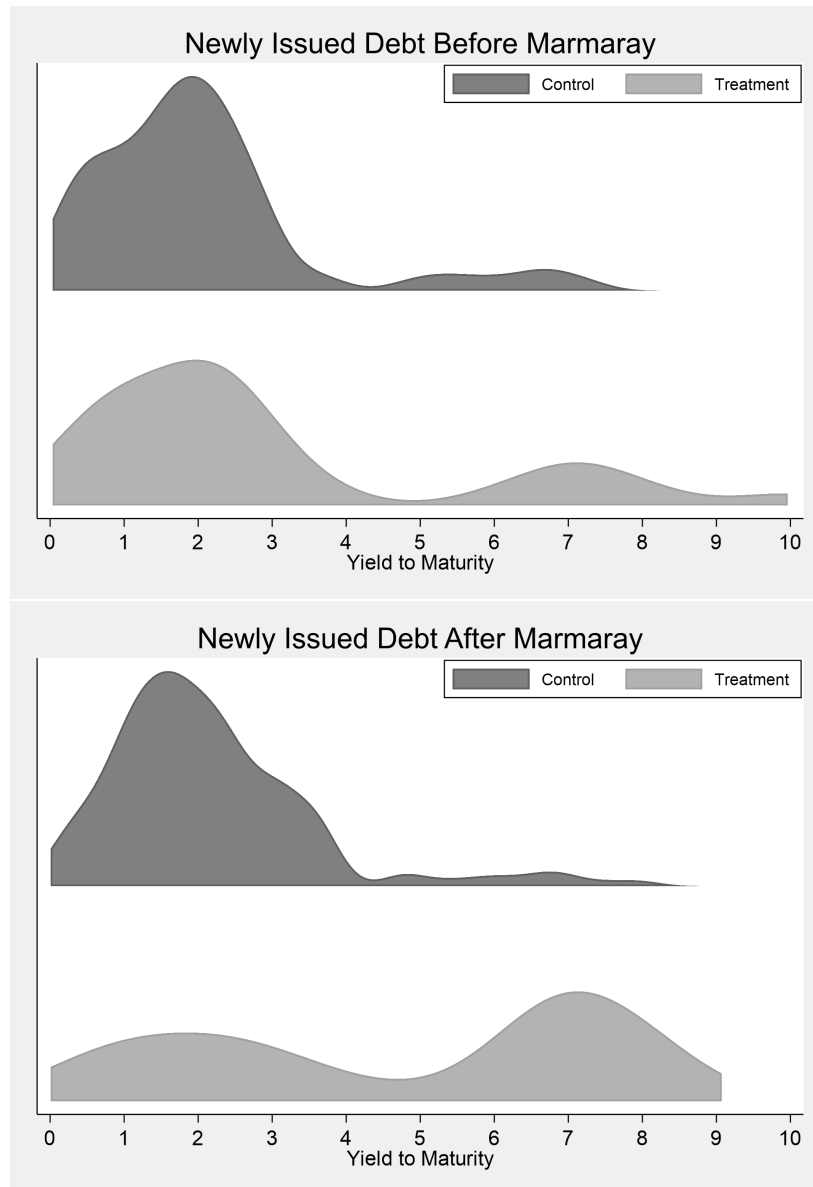 Newly Issued Debt Before Marmaray
Control Treatment
0 1 2 3 4 5 6 7 8 9 10
Yield to Maturity
Newly Issued Debt After Marmaray
Control Treatment
0 1 2 3 4 5 6 7 8 9 10
Yield to Maturity